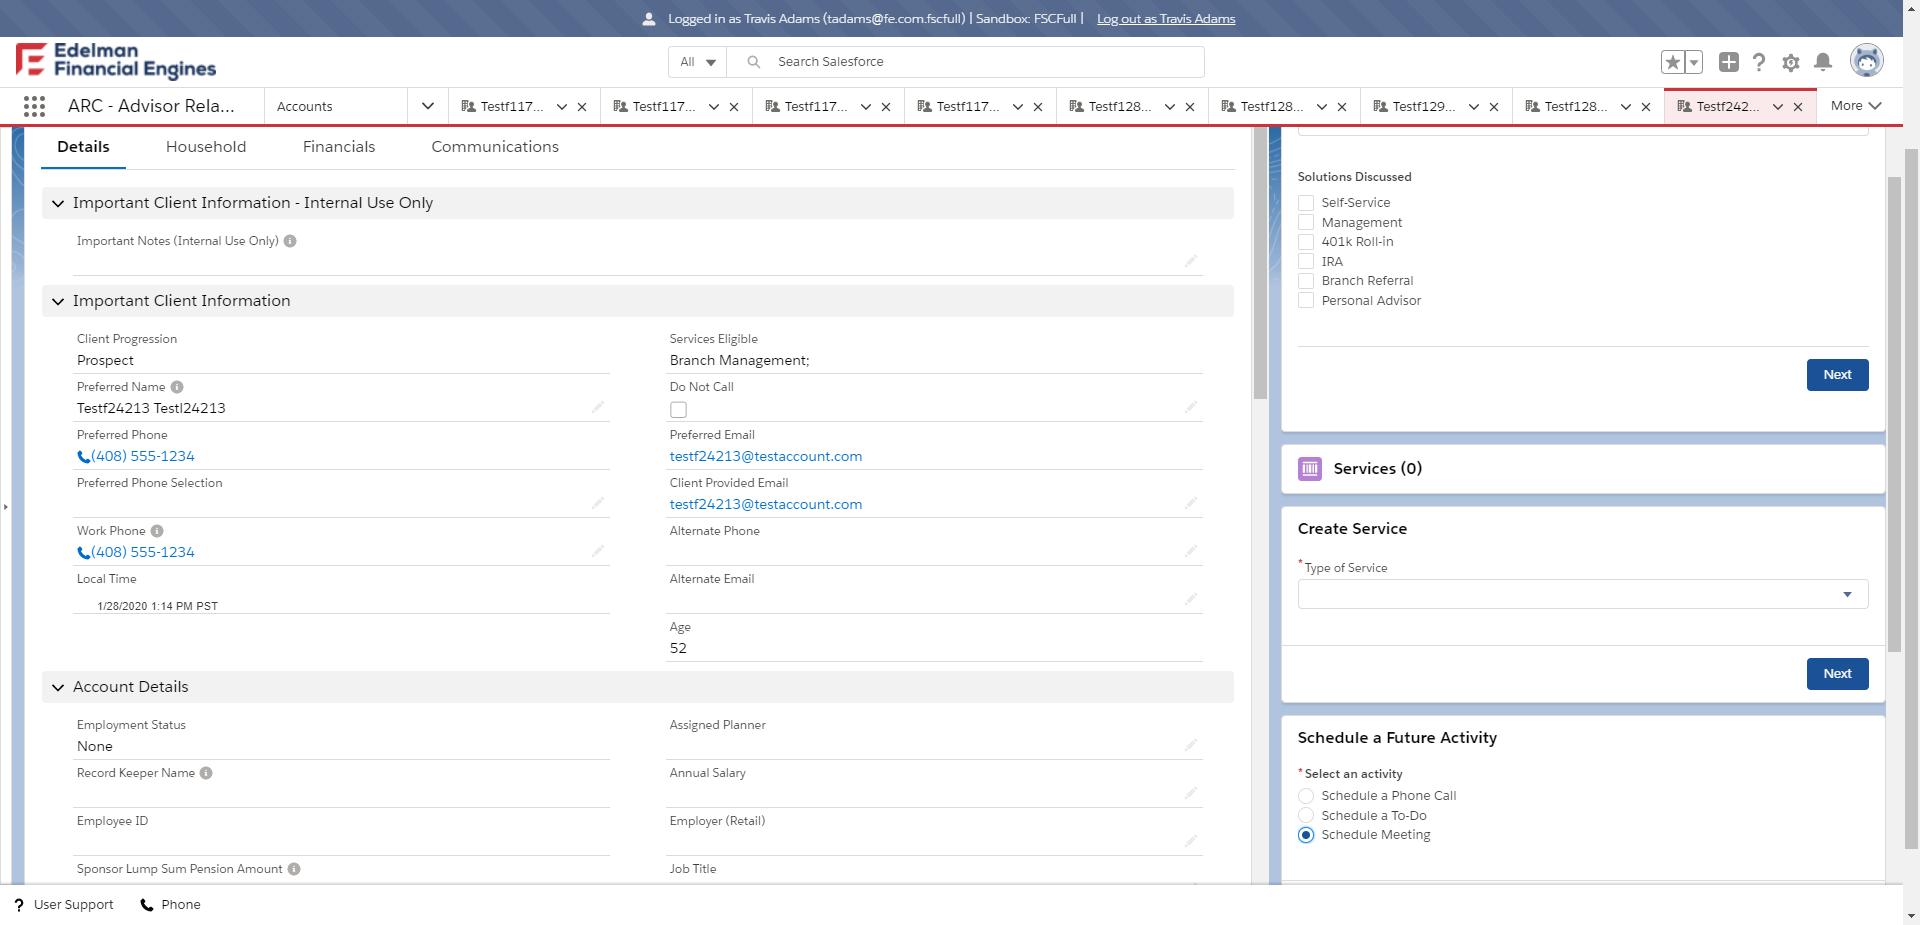 Logged in as Travis Adams (tadams@fe.com.fscfull) | Sandbox: FSCFull | Log out as Travis Adams
Edelman
Financial Engines
All
Search Salesforce
ARC - Advisor Rela...
Accounts
Testf117...
Testf117...
Testf117...
Testf117...
Testf128...
Testf128...
Testf129...
Testf128...
Testf242...
More
Details
Household
Financials
Communications
Important Client Information - Internal Use Only
Important Notes (Internal Use Only)
Important Client Information
Client Progression
Prospect
Services Eligible
Branch Management;
Preferred Name
Testf24213 Testl24213
Do Not Call
Preferred Phone
(408) 555-1234
Preferred Email
testf24213@testaccount.com
Preferred Phone Selection
Client Provided Email
testf24213@testaccount.com
Work Phone
(408) 555-1234
Alternate Phone
Local Time
1/28/2020 1:14 PM PST
Alternate Email
Age
52
Account Details
Employment Status
None
Assigned Planner
Record Keeper Name
Annual Salary
Employee ID
Employer (Retail)
Sponsor Lump Sum Pension Amount
Job Title
Solutions Discussed
Self-Service
Management
401k Roll-in
IRA
Branch Referral
Personal Advisor
Next
Services (0)
Create Service
*Type of Service
Next
Schedule a Future Activity
*Select an activity
Schedule a Phone Call
Schedule a To-Do
Schedule Meeting
User Support
Phone